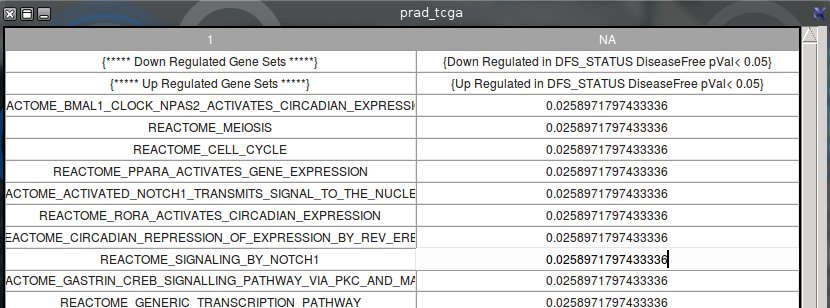 prad_tcga
1 NA
{***** Down Regulated Gene Sets *****} {Down Regulated in DFS_STATUS DiseaseFree pVal< 0.05}
{***** Up Regulated Gene Sets *****} {Up Regulated in DFS_STATUS DiseaseFree pVal< 0.05}
ACTOME_BMAL1_CLOCK_NPAS2_ACTIVATES_CIRCADIAN_EXPRESSI 0.0258971797433336
REACTOME_MEIOSIS 0.0258971797433336
REACTOME_CELL_CYCLE 0.0258971797433336
REACTOME_PPARA_ACTIVATES_GENE_EXPRESSION 0.0258971797433336
ACTOME_ACTIVATED_NOTCH1_TRANSMITS_SIGNAL_TO_THE_NUCLE 0.0258971797433336
REACTOME_RORA_ACTIVATES_CIRCADIAN_EXPRESSION 0.0258971797433336
EACTOME_CIRCADIAN_REPRESSION_OF_EXPRESSION_BY_REV_ERE 0.0258971797433336
REACTOME_SIGNALING_BY_NOTCH1 0.0258971797433336
ACTOME_GASTRIN_CREB_SIGNALLING_PATHWAY_VIA_PKC_AND_MA 0.0258971797433336
REACTOME_GENERIC_TRANSCRIPTION_PATHWAY 0.0258971797433336